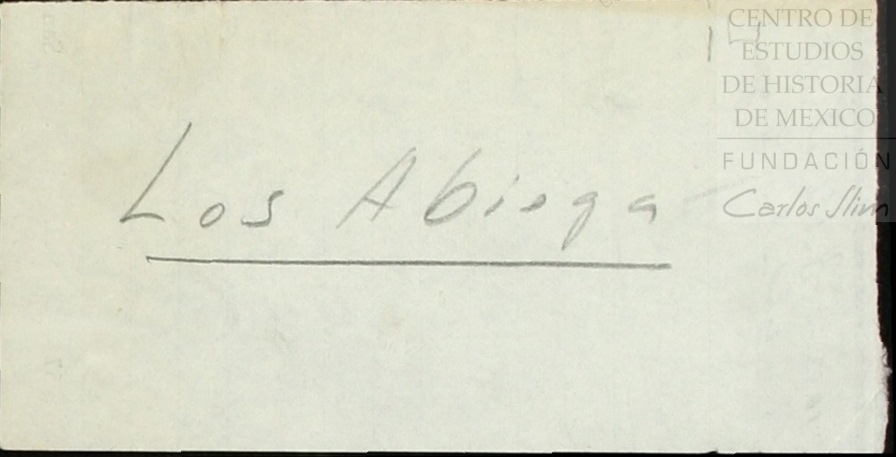 CENTRO DE
ESTUDIOS
DE HISTORIA
DE MEXICO
FUNDACIÓN
Carlos Slim
Los Abiega